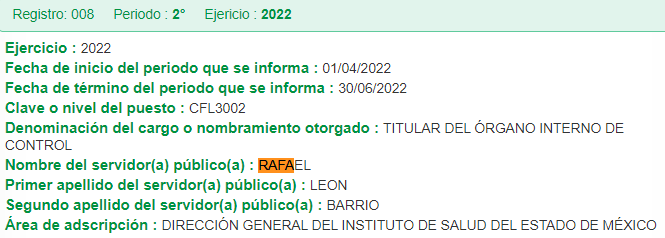 Registro: 008 Periodo : 2° Ejericio : 2022
Ejercicio : 2022
Fecha de inicio del periodo que se informa : 01/04/2022
Fecha de término del periodo que se informa : 30/06/2022
Clave o nivel del puesto : CFL3002
Denominación del cargo o nombramiento otorgado : TITULAR DEL ÓRGANO INTERNO DE
CONTROL
Nombre del servidor(a) público(a) : RAFAEL
Primer apellido del servidor(a) público(a) : LEON
Segundo apellido del servidor(a) público(a) : BARRIO
Área de adscripción : DIRECCIÓN GENERAL DEL INSTITUTO DE SALUD DEL ESTADO DE MÉXICO